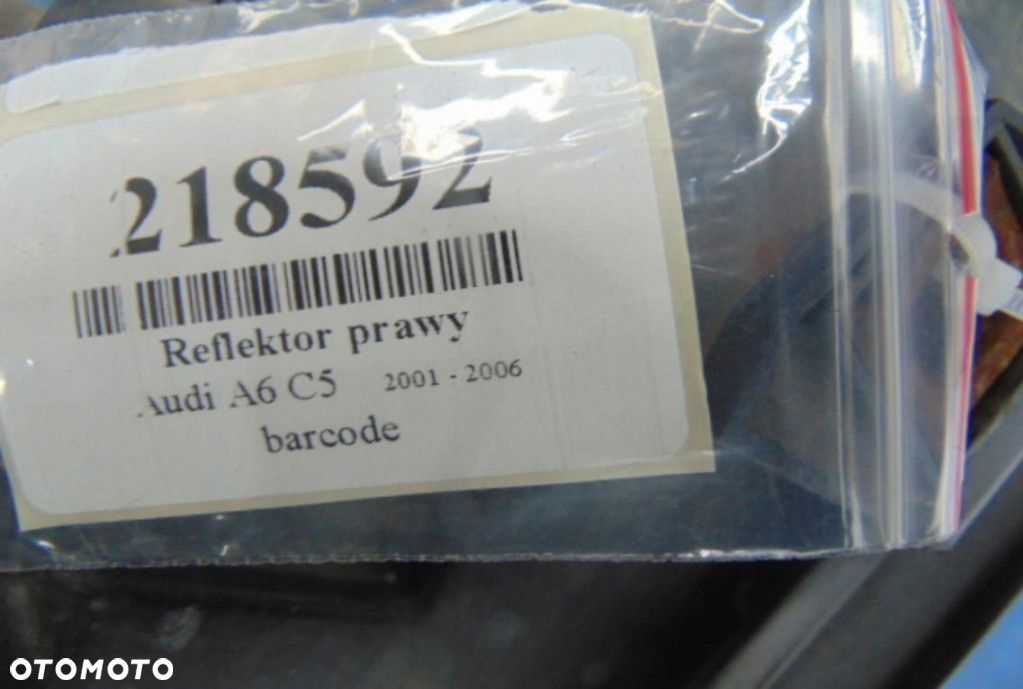 218592
Reflektor prawy
Audi A6 C5 2001 - 2006
barcode
OTOMOTO